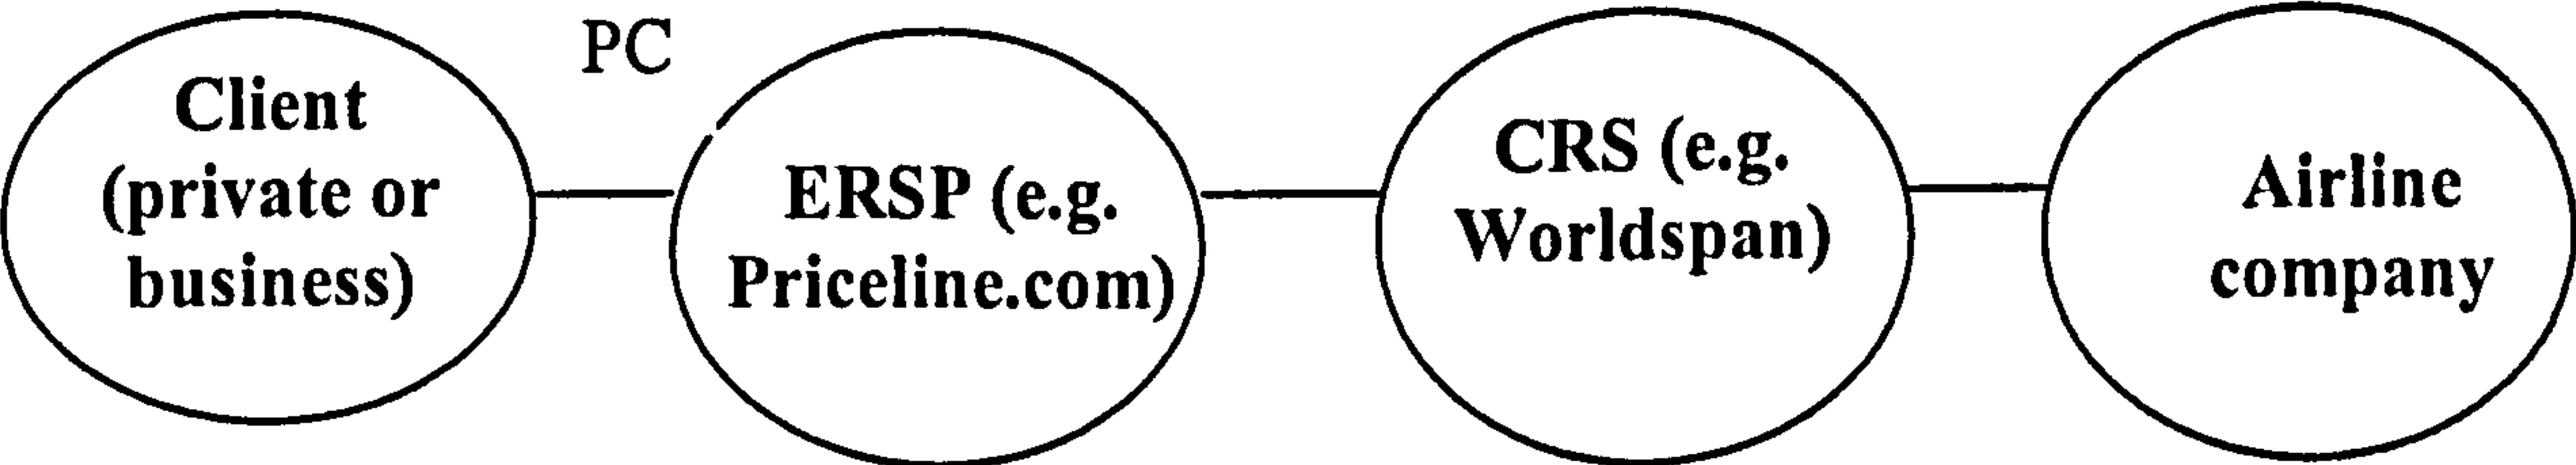 Client
(private or
business)
PC
ERSP (e.g.
Priceline.com)
CRS (e.g.
Worldspan)
Airline
company